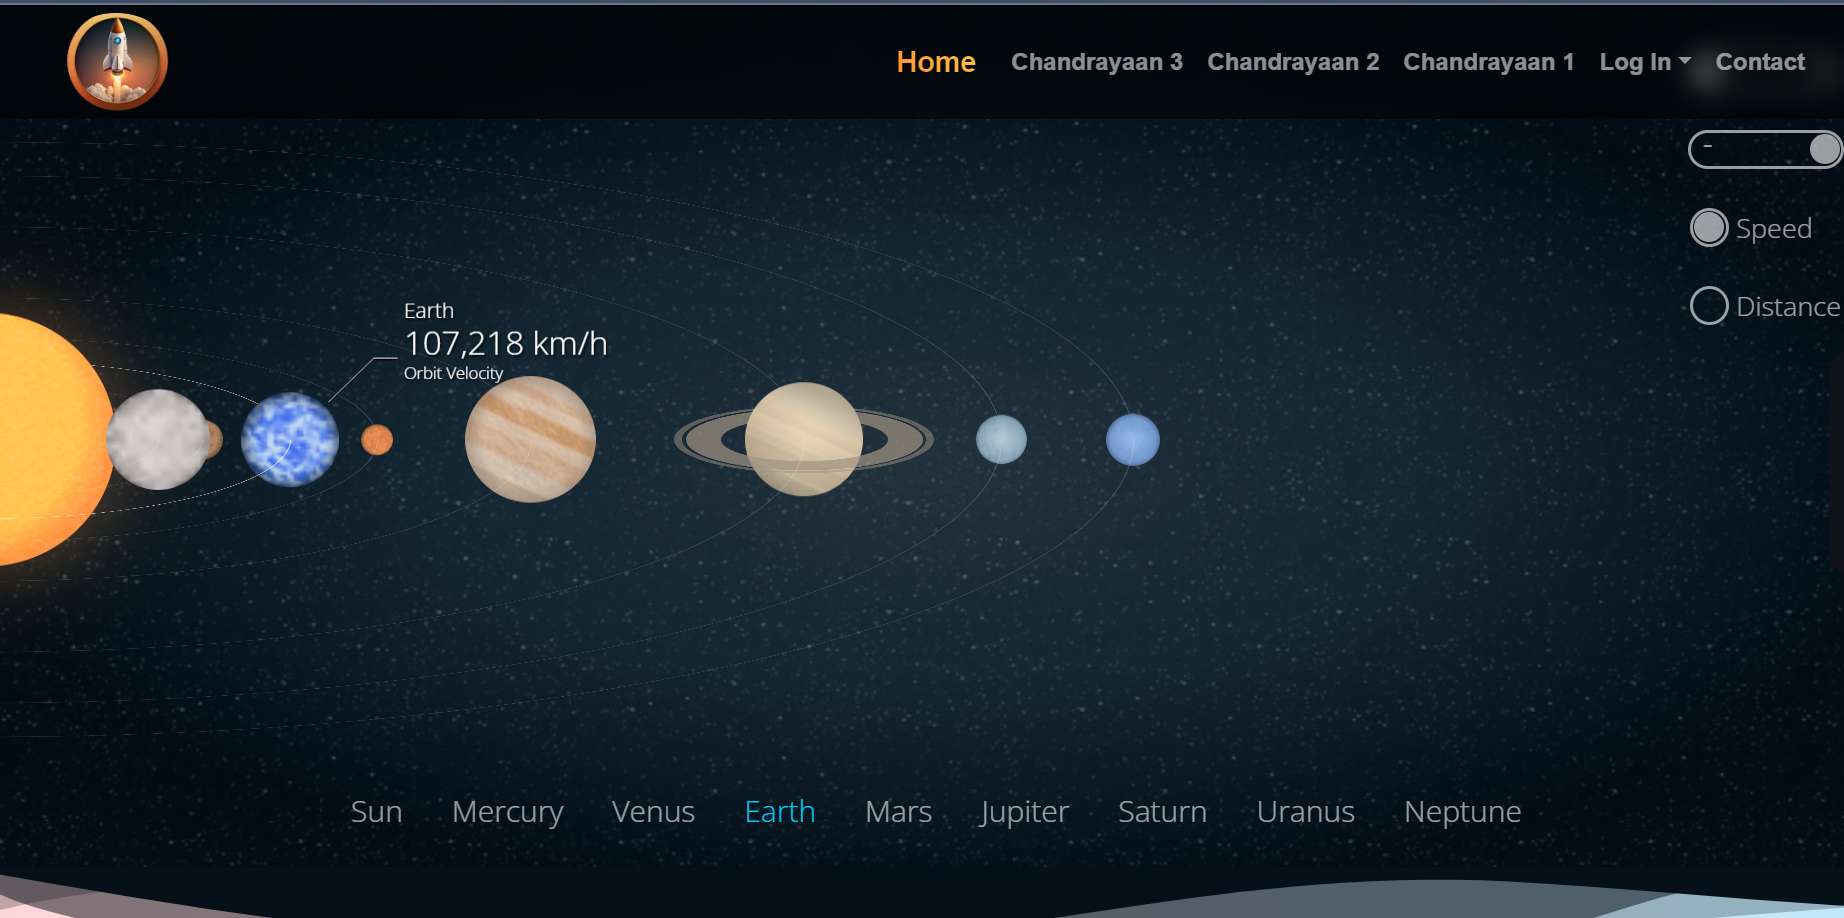 Home Chandrayaan 3 Chandrayaan 2 Chandrayaan 1 Log In Contact
-
Speed
Distance
Earth
107,218 km/h
Orbit Velocity
Sun Mercury Venus Earth Mars Jupiter Saturn Uranus Neptune